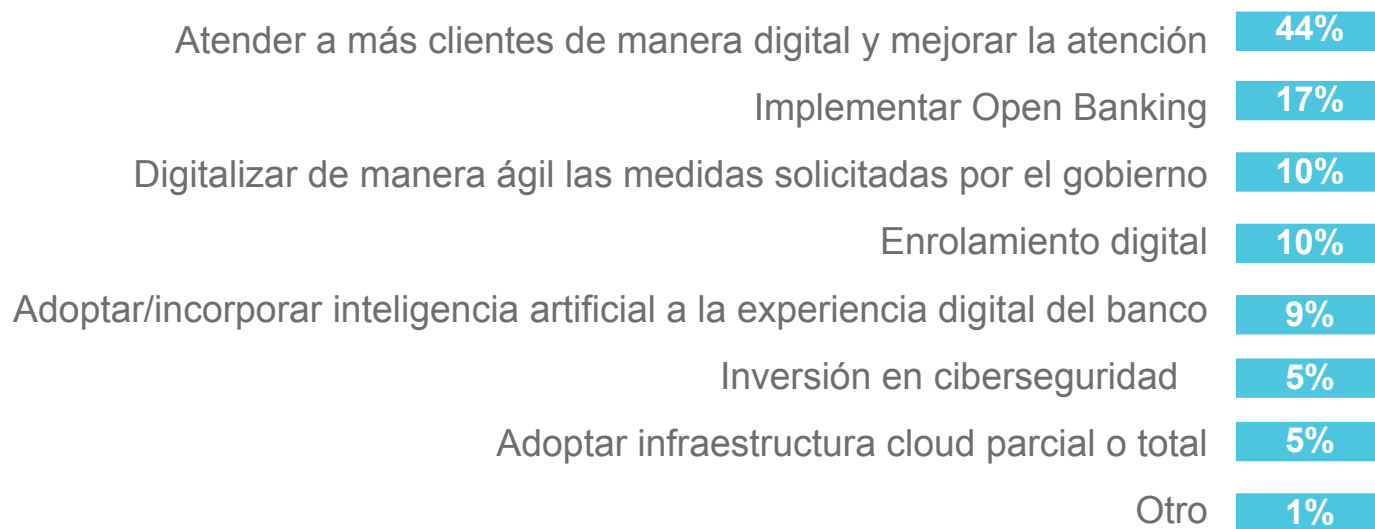 Atender a más clientes de manera digital y mejorar la atención 44%
Implementar Open Banking 17%
Digitalizar de manera ágil las medidas solicitadas por el gobierno 10%
Enrolamiento digital 10%
Adoptar/incorporar inteligencia artificial a la experiencia digital del banco 9%
Inversión en ciberseguridad 5%
Adoptar infraestructura cloud parcial o total 5%
Otro 1%